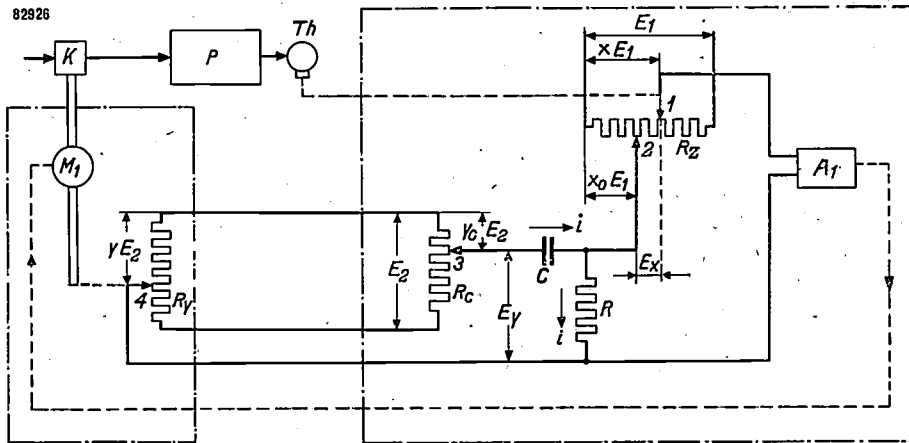 82926
Th
E1
K
P
xE1
1
M1
2
Rz
A1
x0E1
yE2
ycE2
i
E2
3
C
Ex
4
Ry
Rc
Ey
R
i